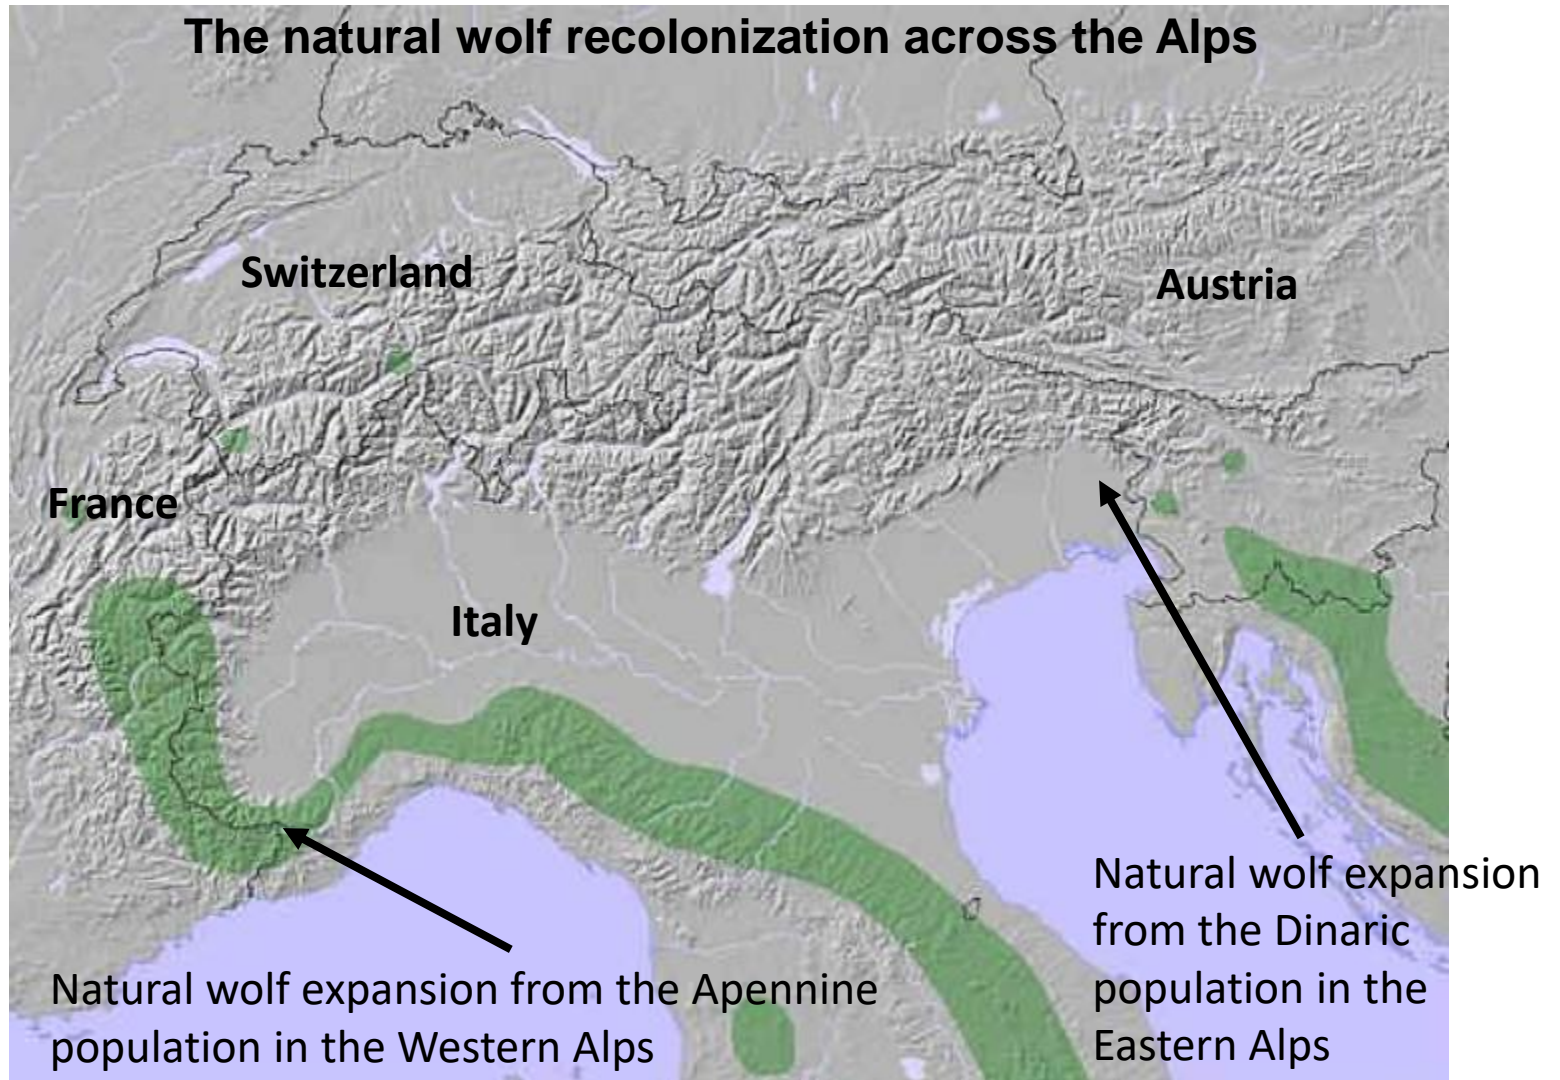 The natural wolf recolonization across the Alps
Switzerland
Austria
France
Italy
Natural wolf expansion
from the Dinaric
population in the
Eastern Alps
Natural wolf expansion from the Apennine
population in the Western Alps